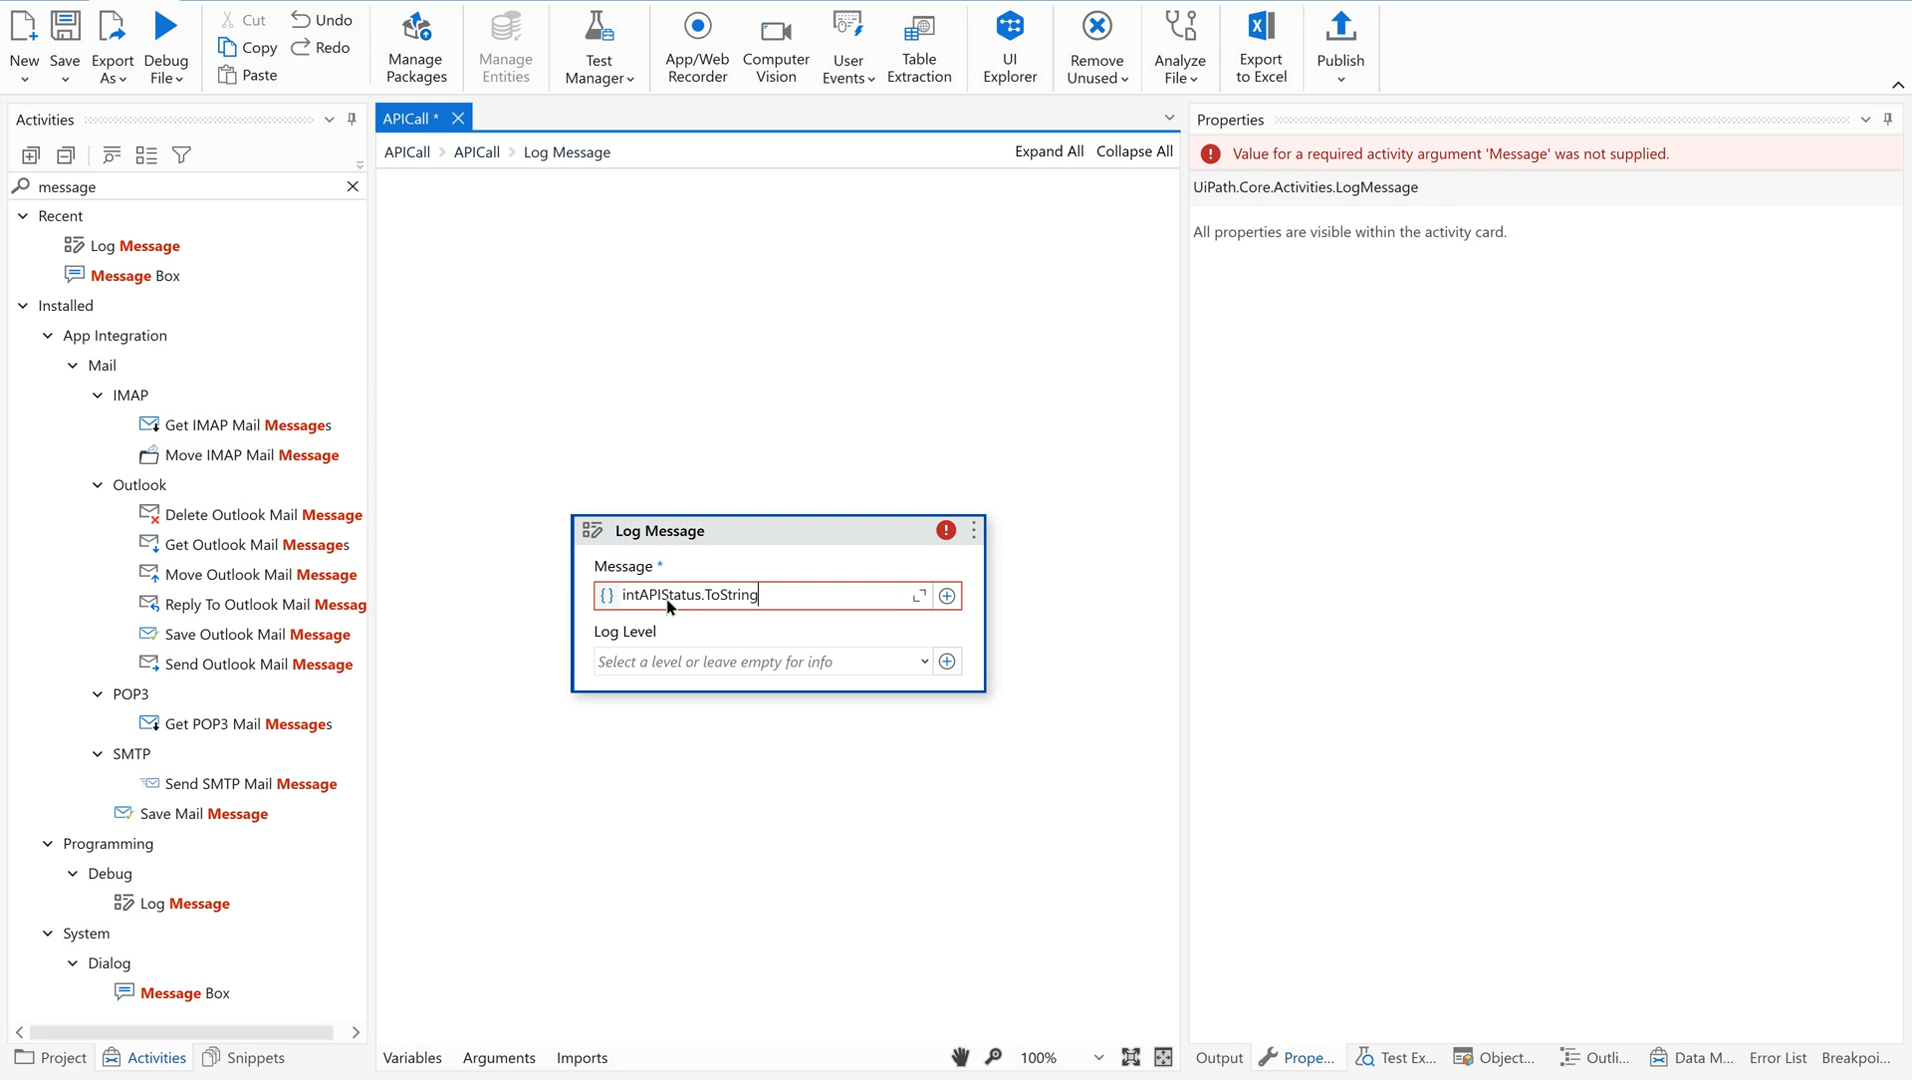 New
Save
Export As
Debug File
Cut
Copy
Paste
Undo
Redo
Manage Packages
Manage Entities
Test Manager
App/Web Recorder
Computer Vision
User Events
Table Extraction
UI Explorer
Remove Unused
Analyze File
Export to Excel
Publish
Activities
message
Recent
Log Message
Message Box
Installed
App Integration
Mail
IMAP
Get IMAP Mail Messages
Move IMAP Mail Message
Outlook
Delete Outlook Mail Message
Get Outlook Mail Messages
Move Outlook Mail Message
Reply To Outlook Mail Messag
Save Outlook Mail Message
Send Outlook Mail Message
POP3
Get POP3 Mail Messages
SMTP
Send SMTP Mail Message
Save Mail Message
Programming
Debug
Log Message
System
Dialog
Message Box
Project
Activities
Snippets
APICall *
APICall > APICall > Log Message
Expand All
Collapse All
Log Message
Message *
{} intAPIStatus.ToString
Log Level
Select a level or leave empty for info
Variables
Arguments
Imports
100%
Properties
Value for a required activity argument 'Message' was not supplied.
UiPath.Core.Activities.LogMessage
All properties are visible within the activity card.
Output
Prope...
Test Ex...
Object...
Outli...
Data M...
Error List
Breakpoi...